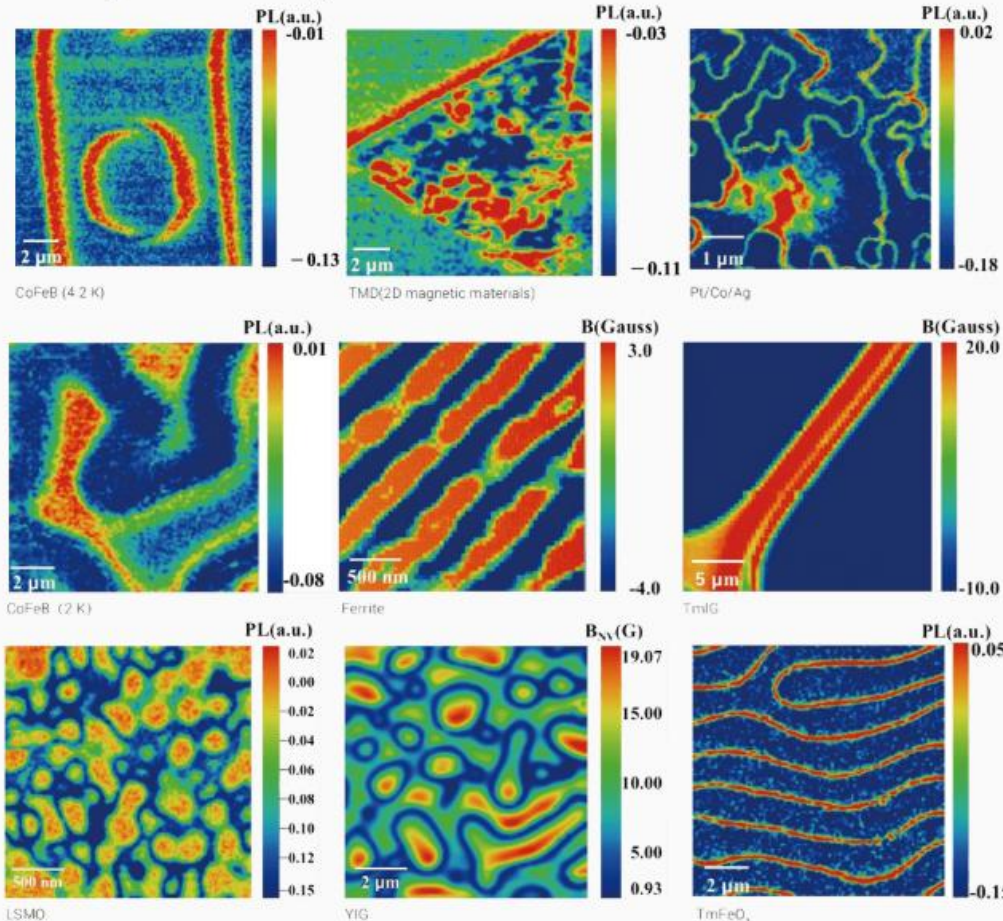 PL(a.u.)
-0.01
−0.13
2 μm
CoFeB (4.2 K)
PL(a.u.)
-0.03
−0.11
2 μm
TMD(2D magnetic materials)
PL(a.u.)
0.02
-0.18
1 μm
Pt/Co/Ag
PL(a.u.)
0.01
-0.08
2 μm
CoFeB (2 K)
B(Gauss)
3.0
-4.0
500 nm
Ferrite
B(Gauss)
20.0
-10.0
5 μm
TmIG
PL(a.u.)
0.02
0.00
0.02
0.04
0.06
0.08
0.10
0.12
0.15
500 nm
LSMO
B_NV(G)
19.07
15.00
10.00
5.00
0.93
2 μm
YIG
PL(a.u.)
0.05
-0.15
2 μm
TmFeO₃